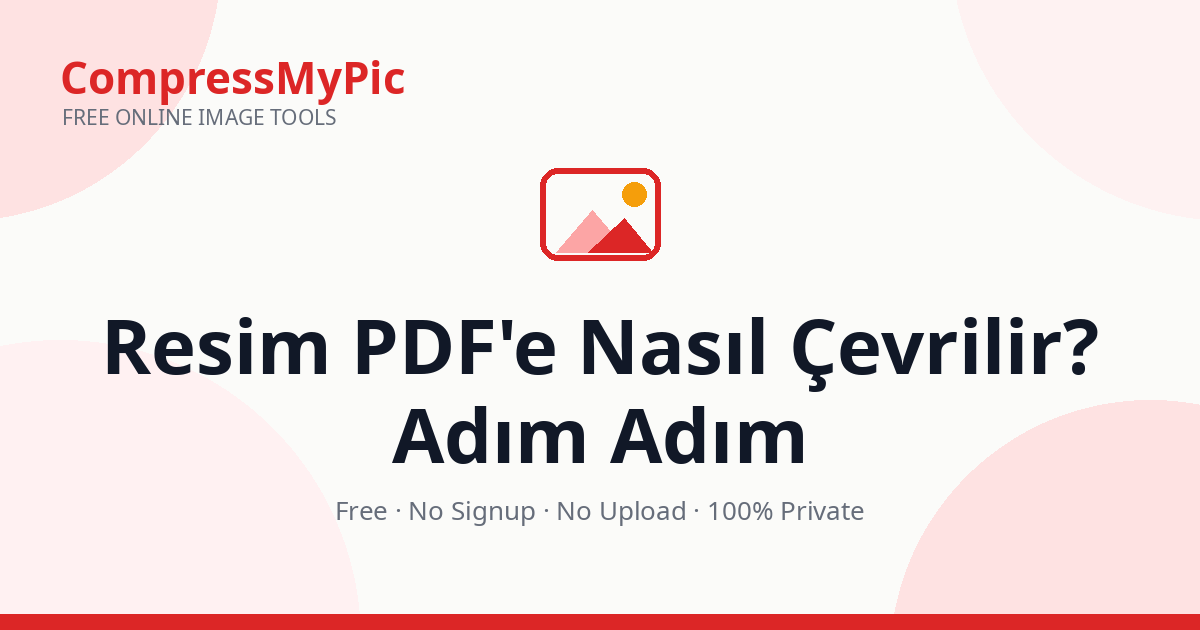 CompressMyPic
FREE ONLINE IMAGE TOOLS
Resim PDF'e Nasıl Çevrilir?
Adım Adım
Free · No Signup · No Upload · 100% Private